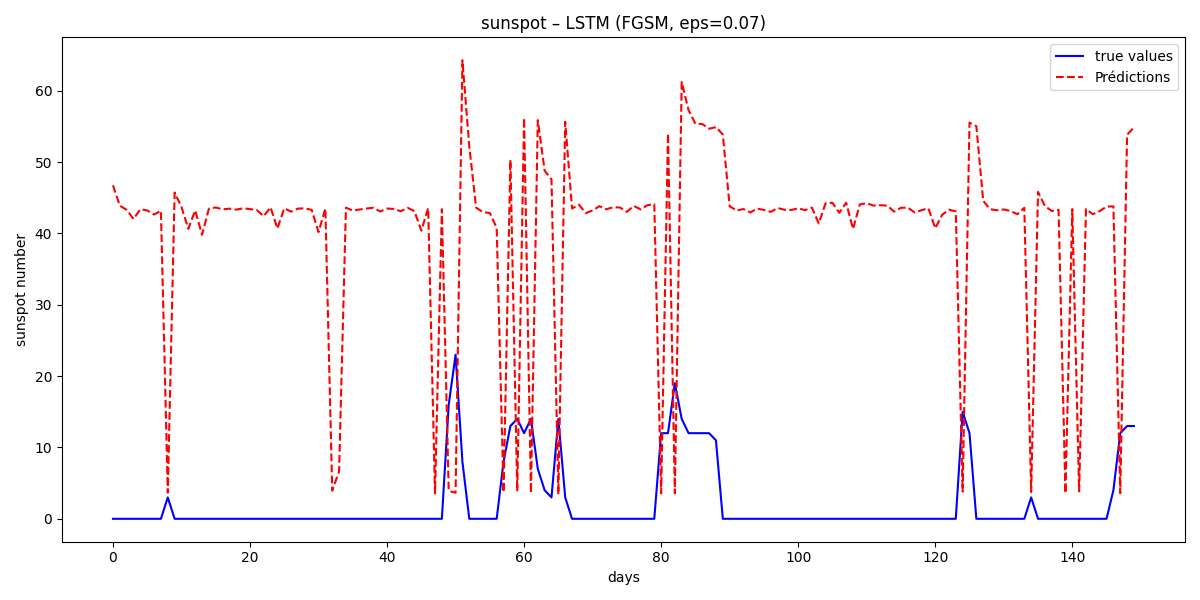 sunspot – LSTM (FGSM, eps=0.07)
true values
Prédictions
sunspot number
60
50
40
30
20
10
0
0 20 40 60 80 100 120 140
days